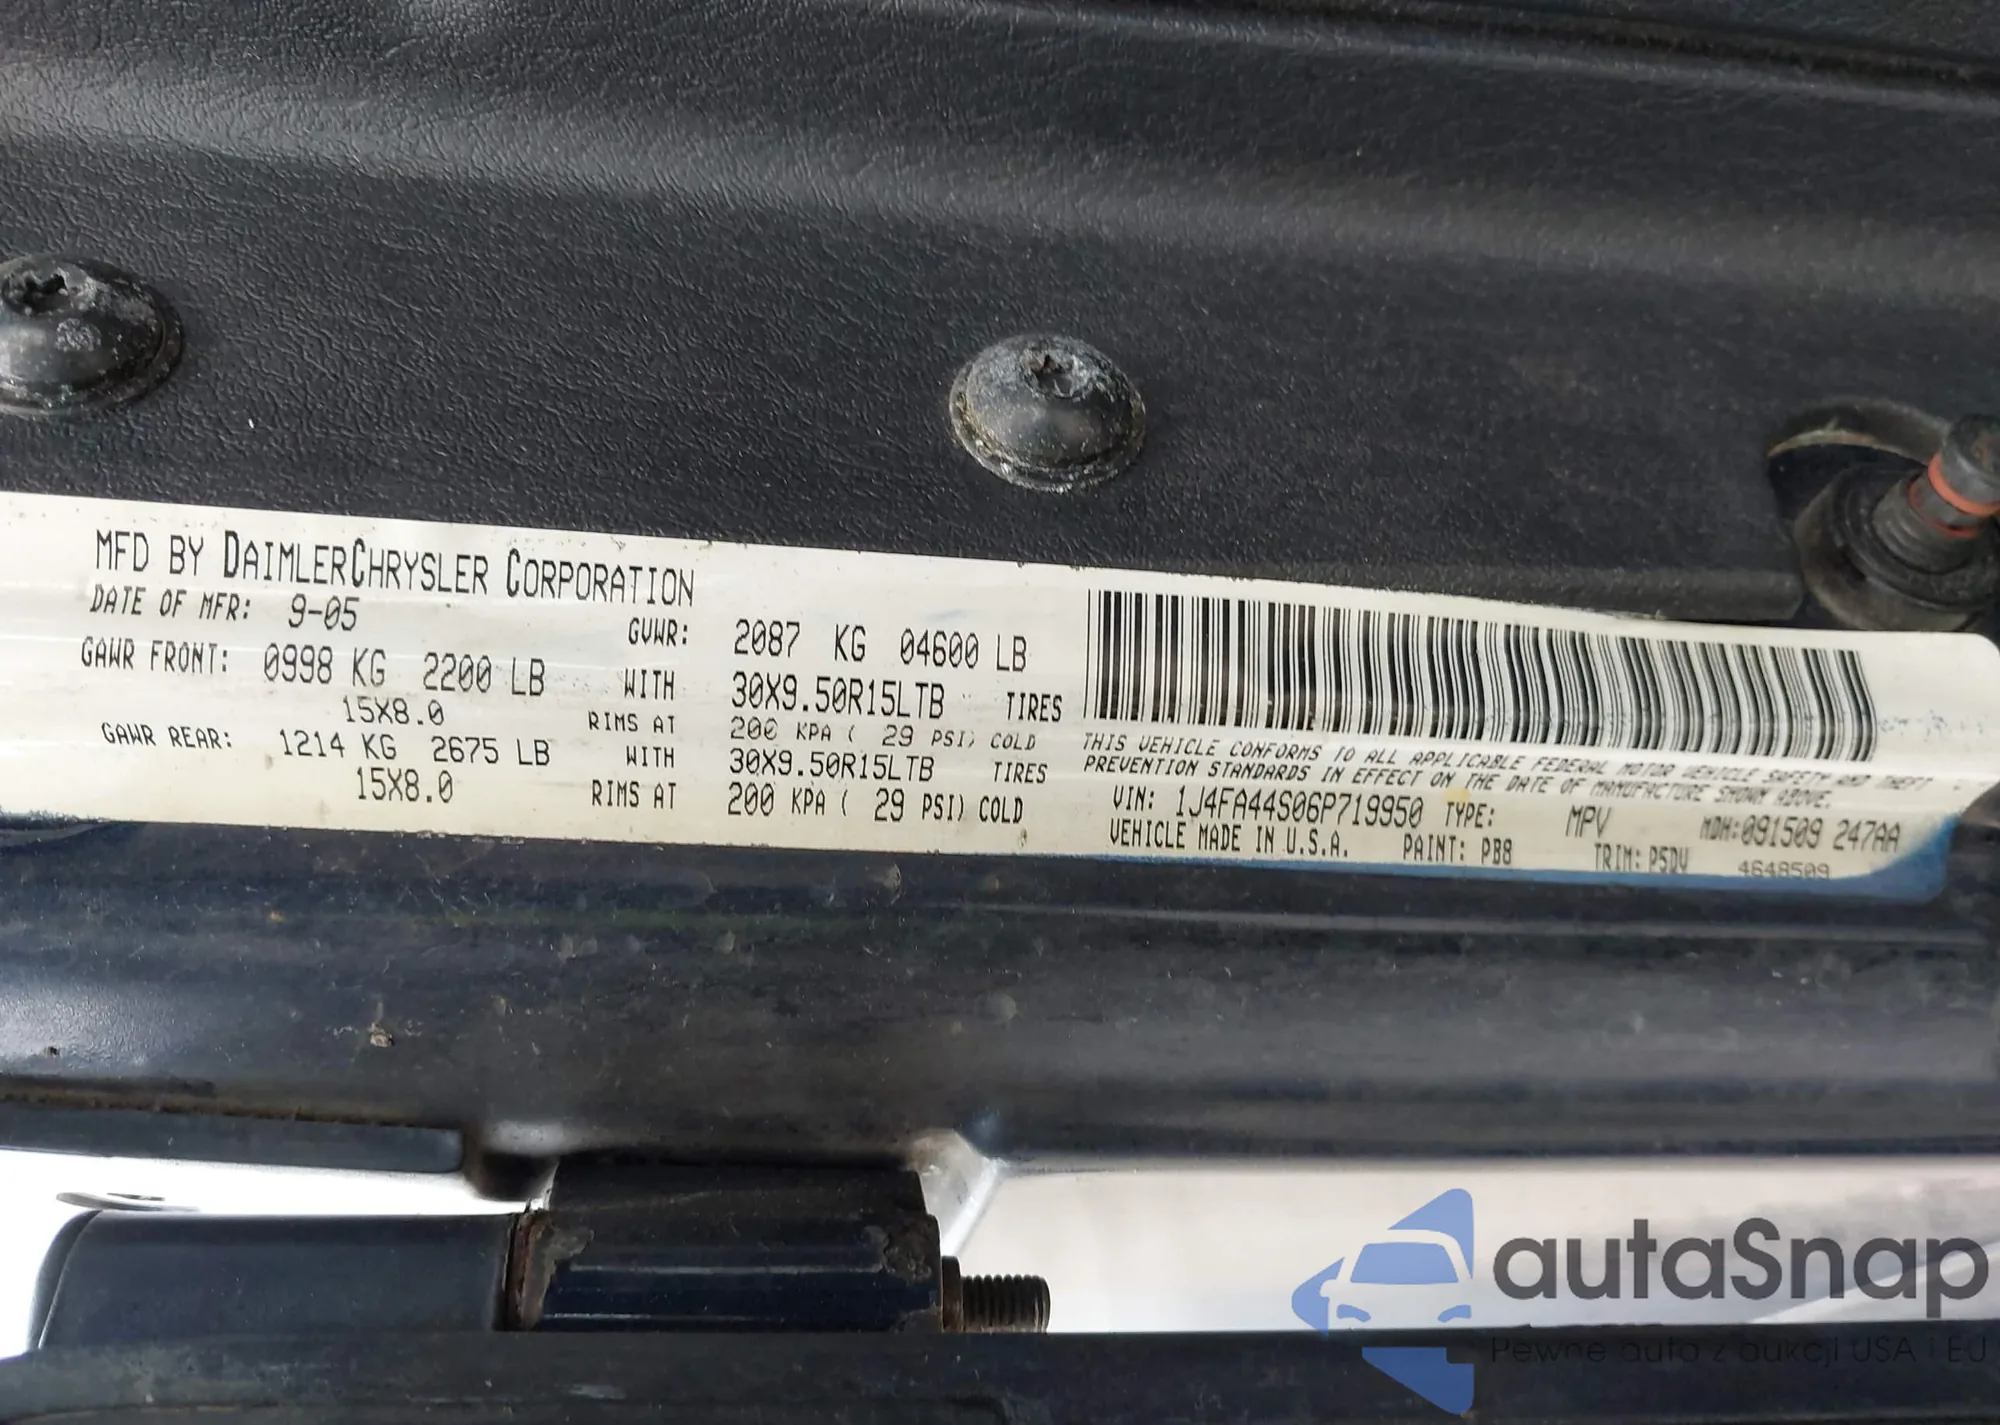 MFD BY DAIMLERCHRYSLER CORPORATION
DATE OF MFR: 9-05 GVWR: 2087 KG 04600 LB
GAWR FRONT: 0998 KG 2200 LB WITH 30X9.50R15LTB TIRES
15X8.0 RIMS AT 200 KPA ( 29 PSI) COLD
GAWR REAR: 1214 KG 2675 LB WITH 30X9.50R15LTB TIRES
15X8.0 RIMS AT 200 KPA ( 29 PSI) COLD
THIS VEHICLE CONFORMS TO ALL APPLICABLE FEDERAL MOTOR VEHICLE SAFETY AND THEFT
PREVENTION STANDARDS IN EFFECT ON THE DATE OF MANUFACTURE SHOWN ABOVE.
VIN: 1J4FA44S06P719950 TYPE: MPV MDH:091509 247AA
VEHICLE MADE IN U.S.A. PAINT: PB8 TRIM: P5DV 4648509
autaSnap
Pewne auto z aukcji USA i EU